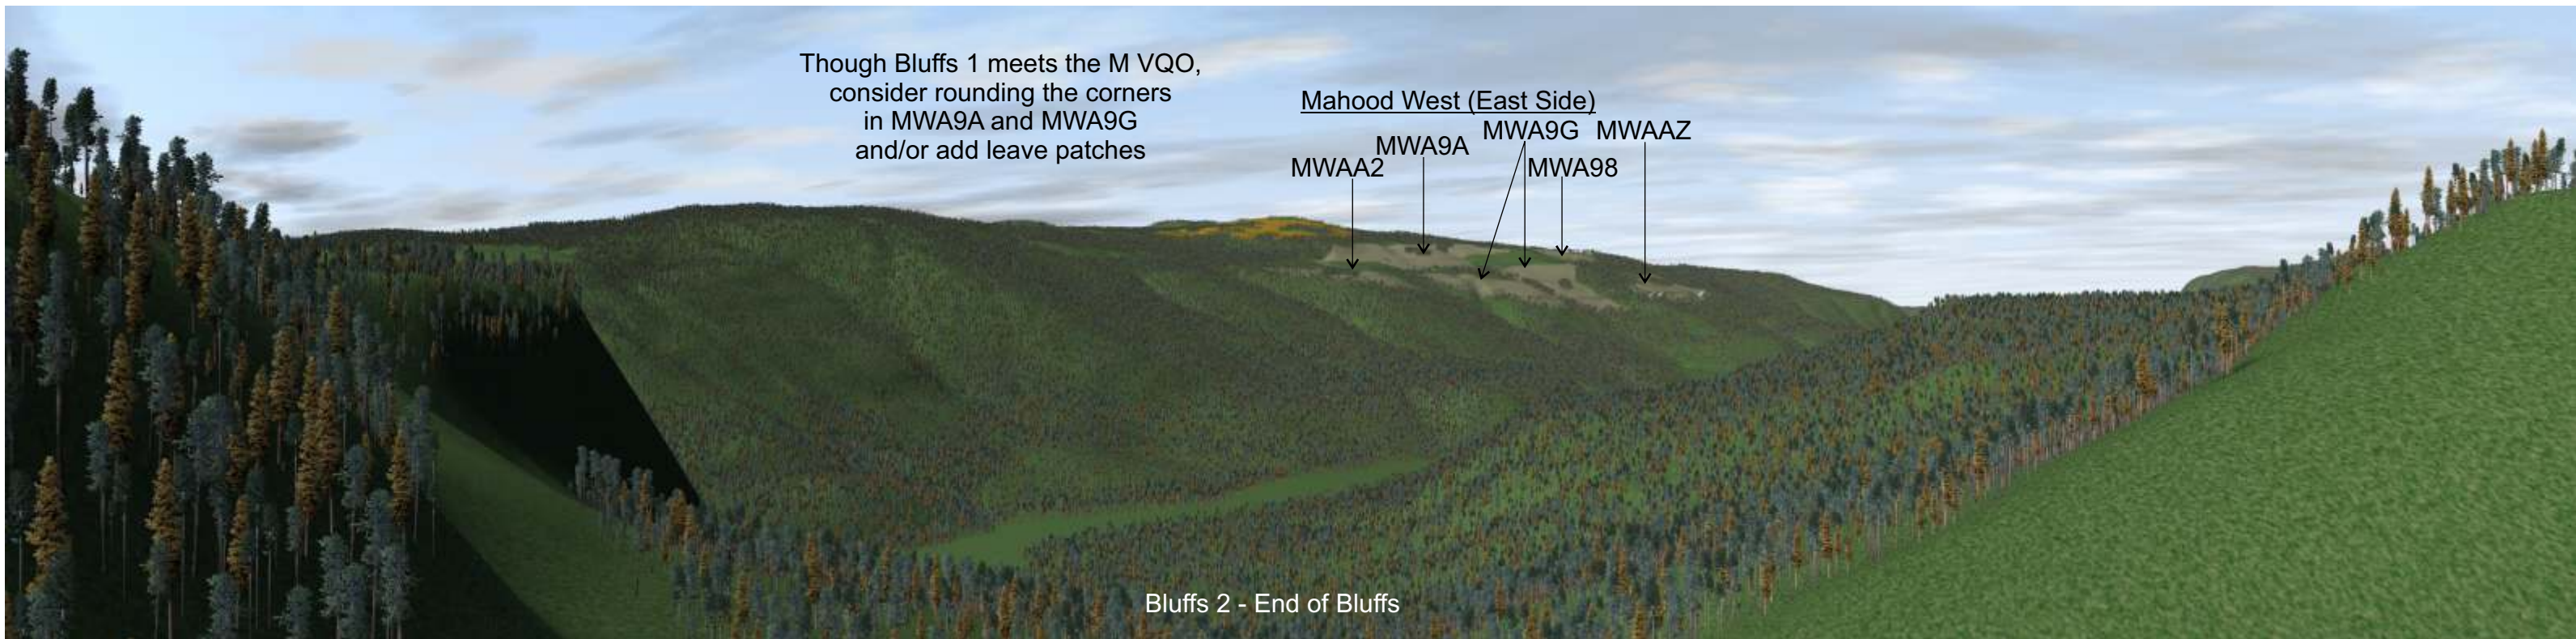 Though Bluffs 1 meets the M VQO,
consider rounding the corners
in MWA9A and MWA9G
and/or add leave patches
Mahood West (East Side)
MWA9G MWAAZ
MWA9A
MWAA2
MWA98
Bluffs 2 - End of Bluffs